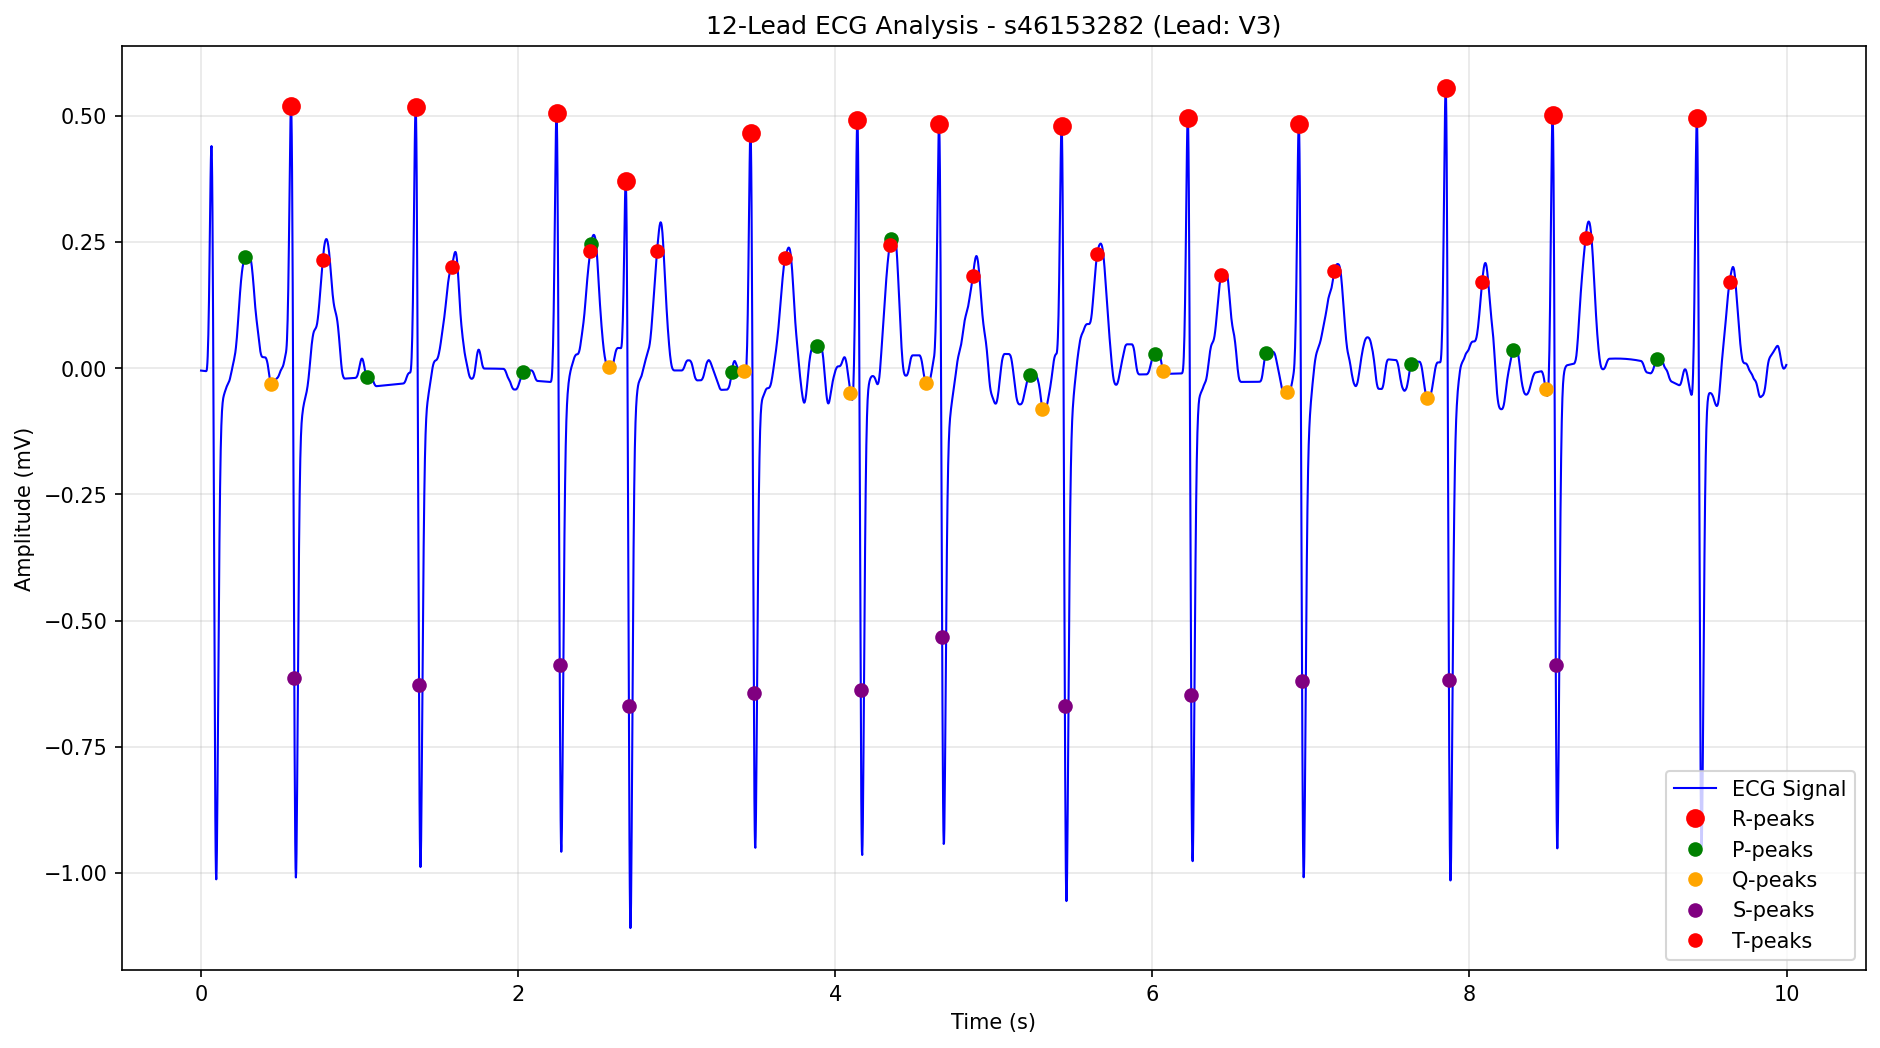 12-Lead ECG Analysis - s46153282 (Lead: V3)
Amplitude (mV)
0.50
0.25
0.00
−0.25
−0.50
−0.75
−1.00
ECG Signal
R-peaks
P-peaks
Q-peaks
S-peaks
T-peaks
0 2 4 6 8 10
Time (s)